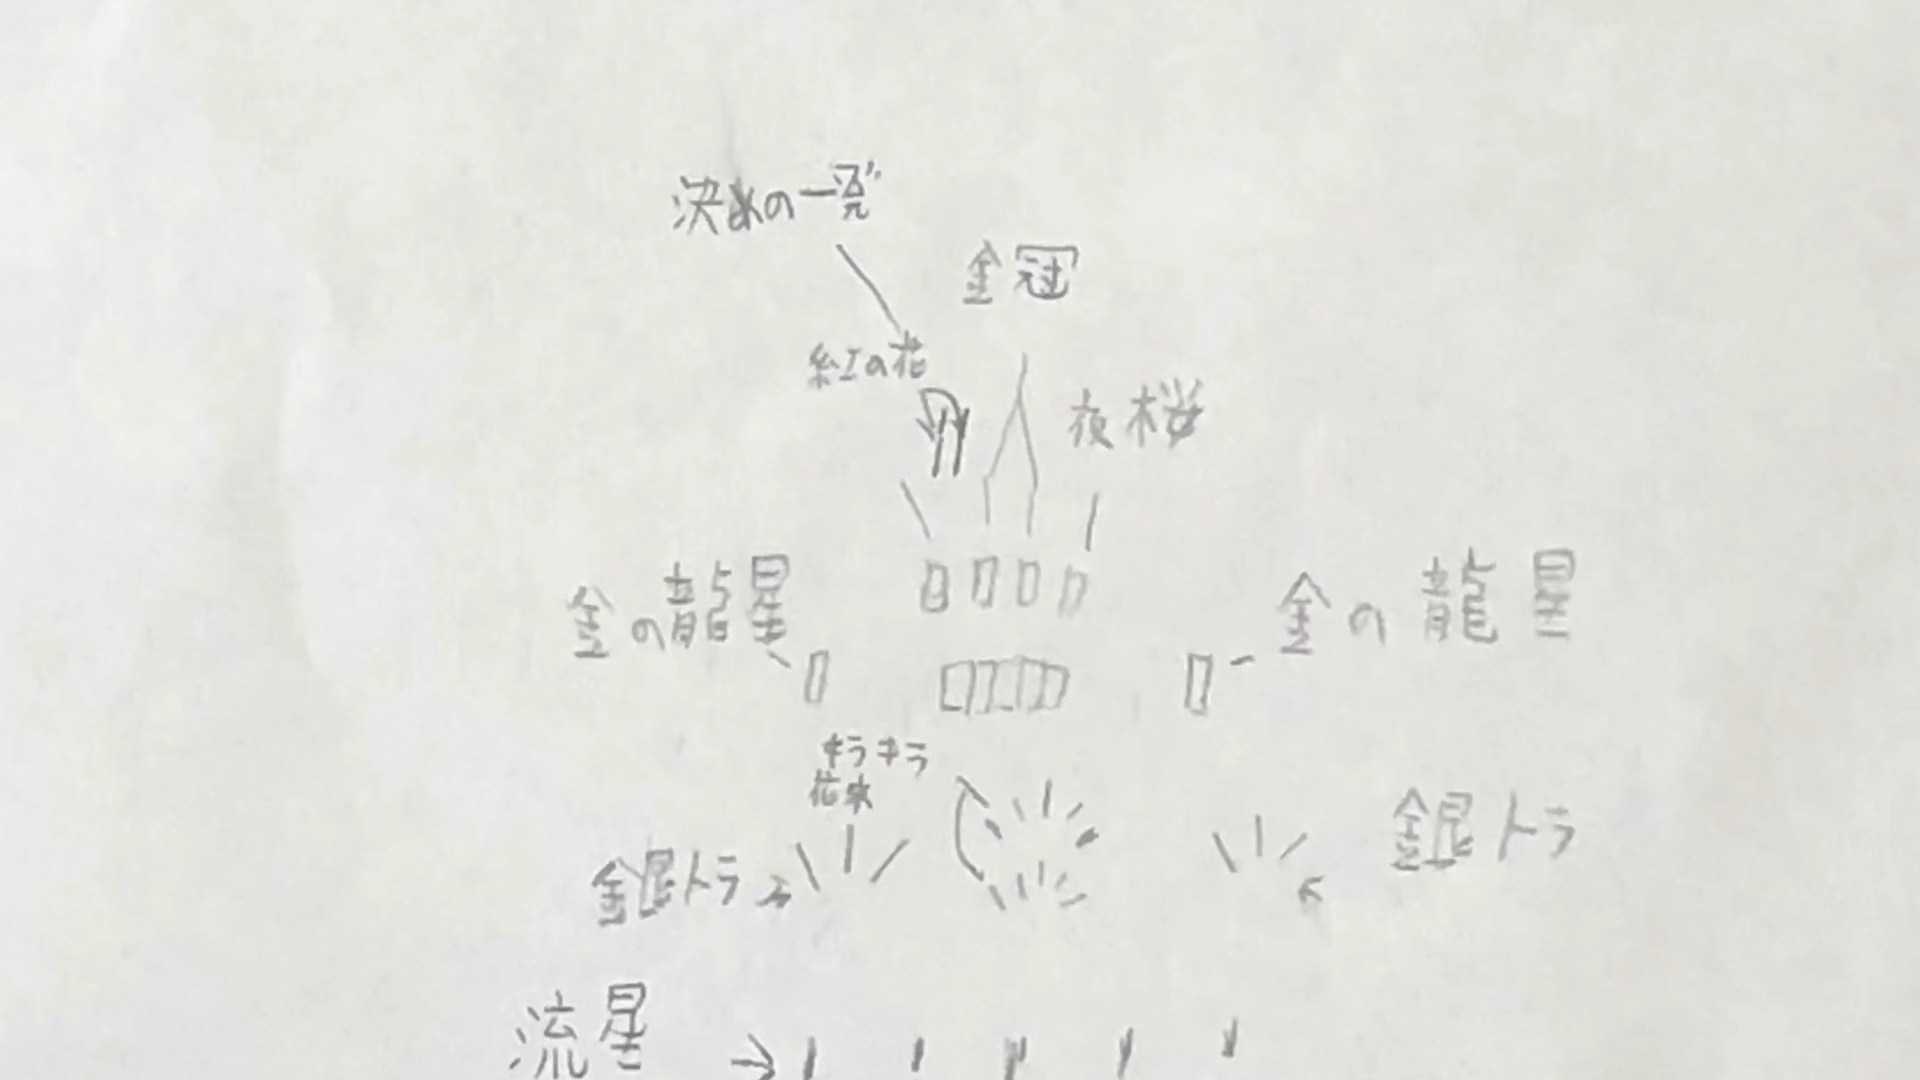 決めの一発
金冠
紅の花
夜桜
金の龍星
金の龍星
キラキラ
花火
銀トラ
銀トラ
流星